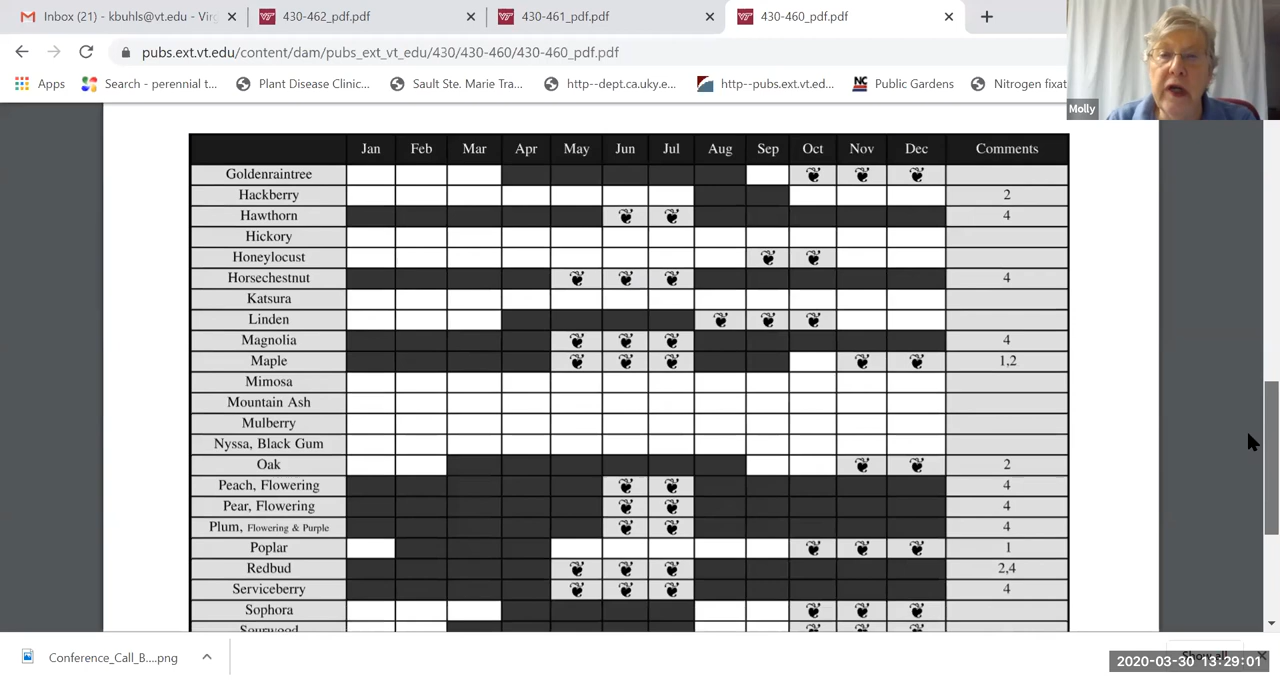 Inbox (21) - kbuhls@vt.edu - Virg
430-462_pdf.pdf
430-461_pdf.pdf
430-460_pdf.pdf
pubs.ext.vt.edu/content/dam/pubs_ext_vt_edu/430/430-460/430-460_pdf.pdf
Apps Search - perennial t... Plant Disease Clinic... Sault Ste. Marie Tra... http--dept.ca.uky.e... http--pubs.ext.vt.ed... NC Public Gardens Nitrogen fixat
Molly
Jan Feb Mar Apr May Jun Jul Aug Sep Oct Nov Dec Comments
Goldenraintree
Hackberry 2
Hawthorn 4
Hickory
Honeylocust
Horsechestnut 4
Katsura
Linden
Magnolia 4
Maple 1,2
Mimosa
Mountain Ash
Mulberry
Nyssa, Black Gum
Oak 2
Peach, Flowering 4
Pear, Flowering 4
Plum, Flowering & Purple 4
Poplar 1
Redbud 2,4
Serviceberry 4
Sophora
Sourwood
Conference_Call_B....png
Show all
2020-03-30 13:29:01